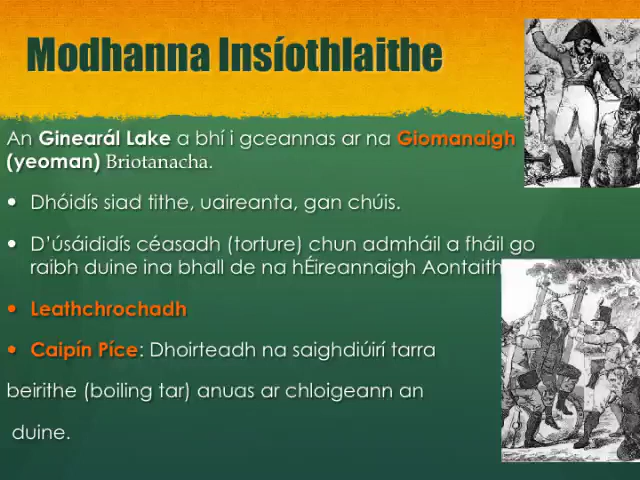 Modhanna Insíothlaithe
An Ginearál Lake a bhí i gceannas ar na Giomanaigh
(yeoman) Briotanacha.
• Dhóidís siad tithe, uaireanta, gan chúis.
• D'úsáididís céasadh (torture) chun admháil a fháil go
raibh duine ina bhall de na hÉireannaigh
• Leathchrochadh
• Caipín Píce: Dhoirteadh na saighdiúirí tarra
beirithe (boiling tar) anuas ar chloigeann an
duine.